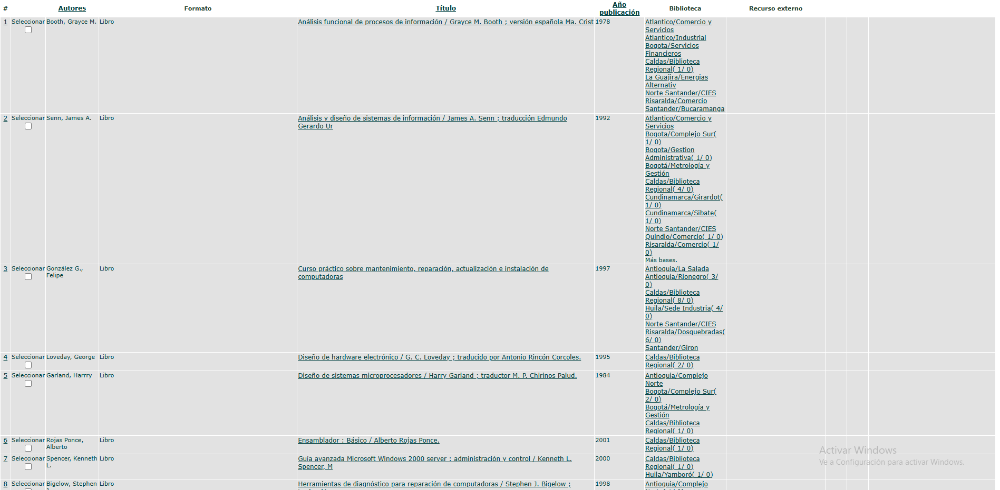 # Autores Formato Título Año publicación Biblioteca Recurso externo
1 Seleccionar Booth, Grayce M. Libro Análisis funcional de procesos de información / Grayce M. Booth ; versión española Ma. Crist 1978 Atlantico/Comercio y
Servicios
Atlantico/Industrial
Bogota/Servicios
Financieros
Caldas/Biblioteca
Regional( 1/ 0)
La Guajira/Energias
Alternativ
Norte Santander/CIES
Risaralda/Comercio
Santander/Bucaramanga
2 Seleccionar Senn, James A. Libro Análisis y diseño de sistemas de información / James A. Senn ; traducción Edmundo 1992 Atlantico/Comercio y
Gerardo Ur Servicios
Bogota/Complejo Sur(
1/ 0)
Bogota/Gestion
Administrativa( 1/ 0)
Bogotá/Metrología y
Gestión
Caldas/Biblioteca
Regional( 4/ 0)
Cundinamarca/Girardot(
1/ 0)
Cundinamarca/Sibate(
1/ 0)
Norte Santander/CIES
Quindio/Comercio( 1/ 0)
Risaralda/Comercio( 1/
0)
Más bases.
3 Seleccionar González G., Libro Curso práctico sobre mantenimiento, reparación, actualización e instalación de 1997 Antioquia/La Salada
Felipe computadoras Antioquia/Rionegro( 3/
0)
Caldas/Biblioteca
Regional( 8/ 0)
Huila/Sede Industria( 4/
0)
Norte Santander/CIES
Risaralda/Dosquebradas(
6/ 0)
Santander/Giron
4 Seleccionar Loveday, George Libro Diseño de hardware electrónico / G. C. Loveday ; traducido por Antonio Rincón Corcoles. 1995 Caldas/Biblioteca
Regional( 2/ 0)
5 Seleccionar Garland, Harrry Libro Diseño de sistemas microprocesadores / Harry Garland ; traductor M. P. Chirinos Palud. 1984 Antioquia/Complejo
Norte
Bogota/Complejo Sur(
2/ 0)
Bogotá/Metrología y
Gestión
Caldas/Biblioteca
Regional( 1/ 0)
6 Seleccionar Rojas Ponce, Libro Ensamblador : Básico / Alberto Rojas Ponce. 2001 Caldas/Biblioteca
Alberto Regional( 1/ 0)
7 Seleccionar Spencer, Kenneth Libro Guía avanzada Microsoft Windows 2000 server : administración y control / Kenneth L. 2000 Caldas/Biblioteca
L. Spencer, M Regional( 1/ 0)
Huila/Yamboró( 1/ 0)
8 Seleccionar Bigelow, Stephen Libro Herramientas de diagnóstico para reparación de computadoras / Stephen J. Bigelow ; 1998 Antioquia/Complejo
Activar Windows
Ve a Configuración para activar Windows.